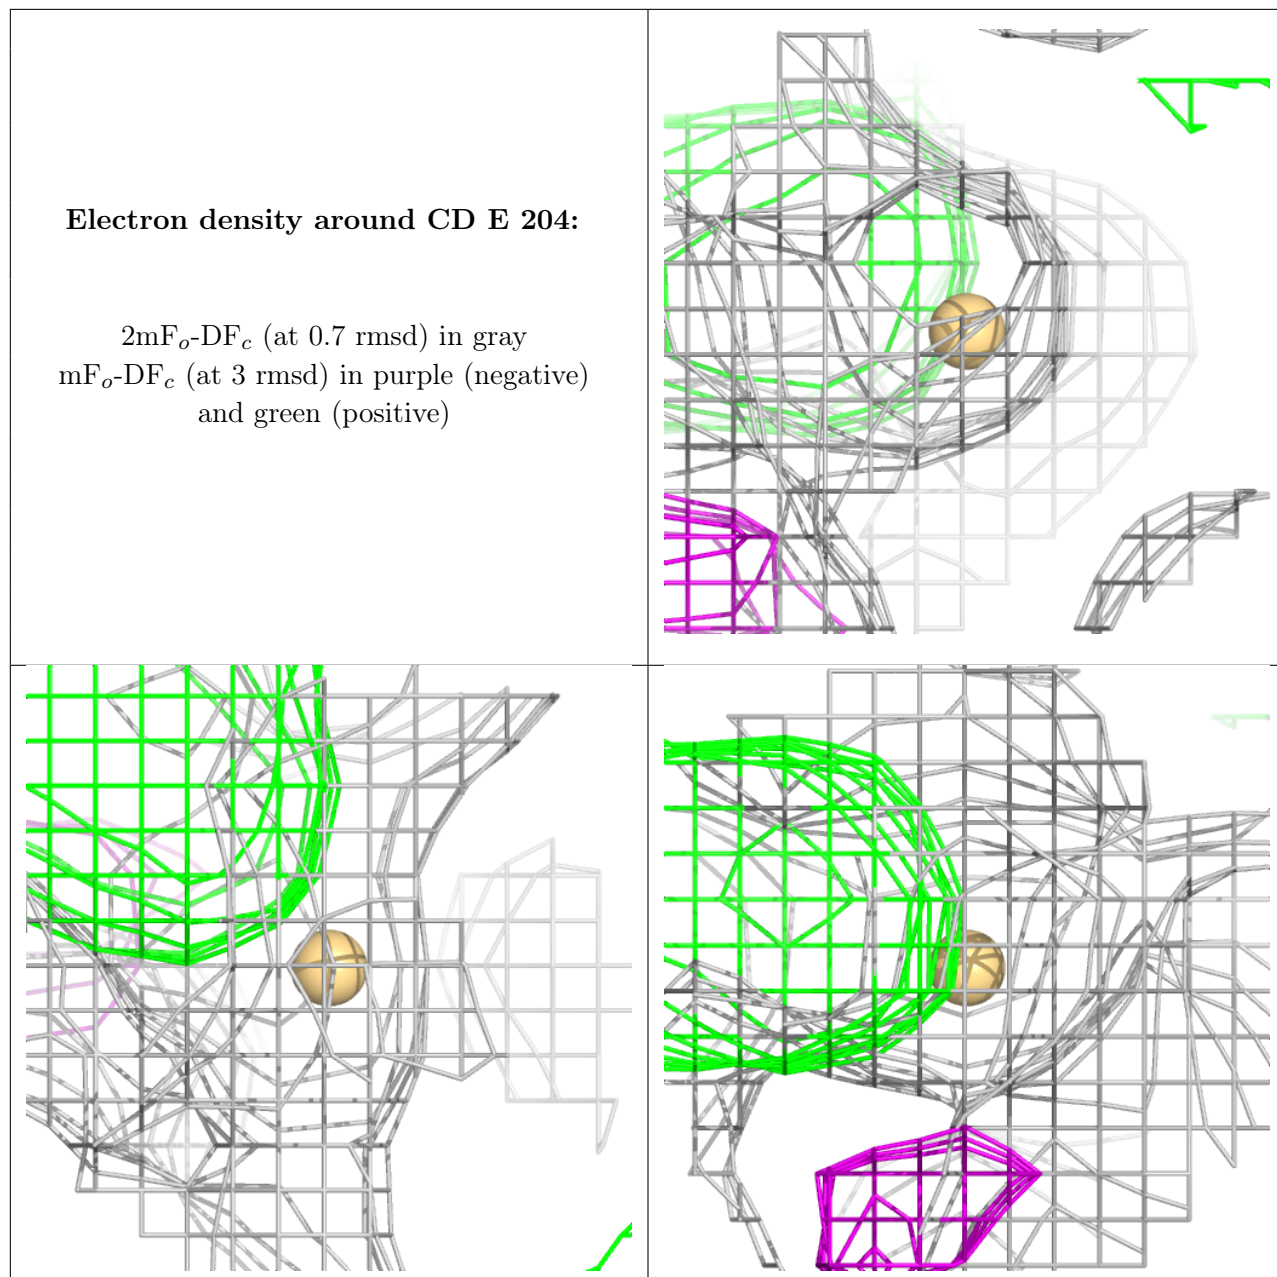 Electron density around CD E 204:
2mFo-DFc (at 0.7 rmsd) in gray
mFo-DFc (at 3 rmsd) in purple (negative)
and green (positive)